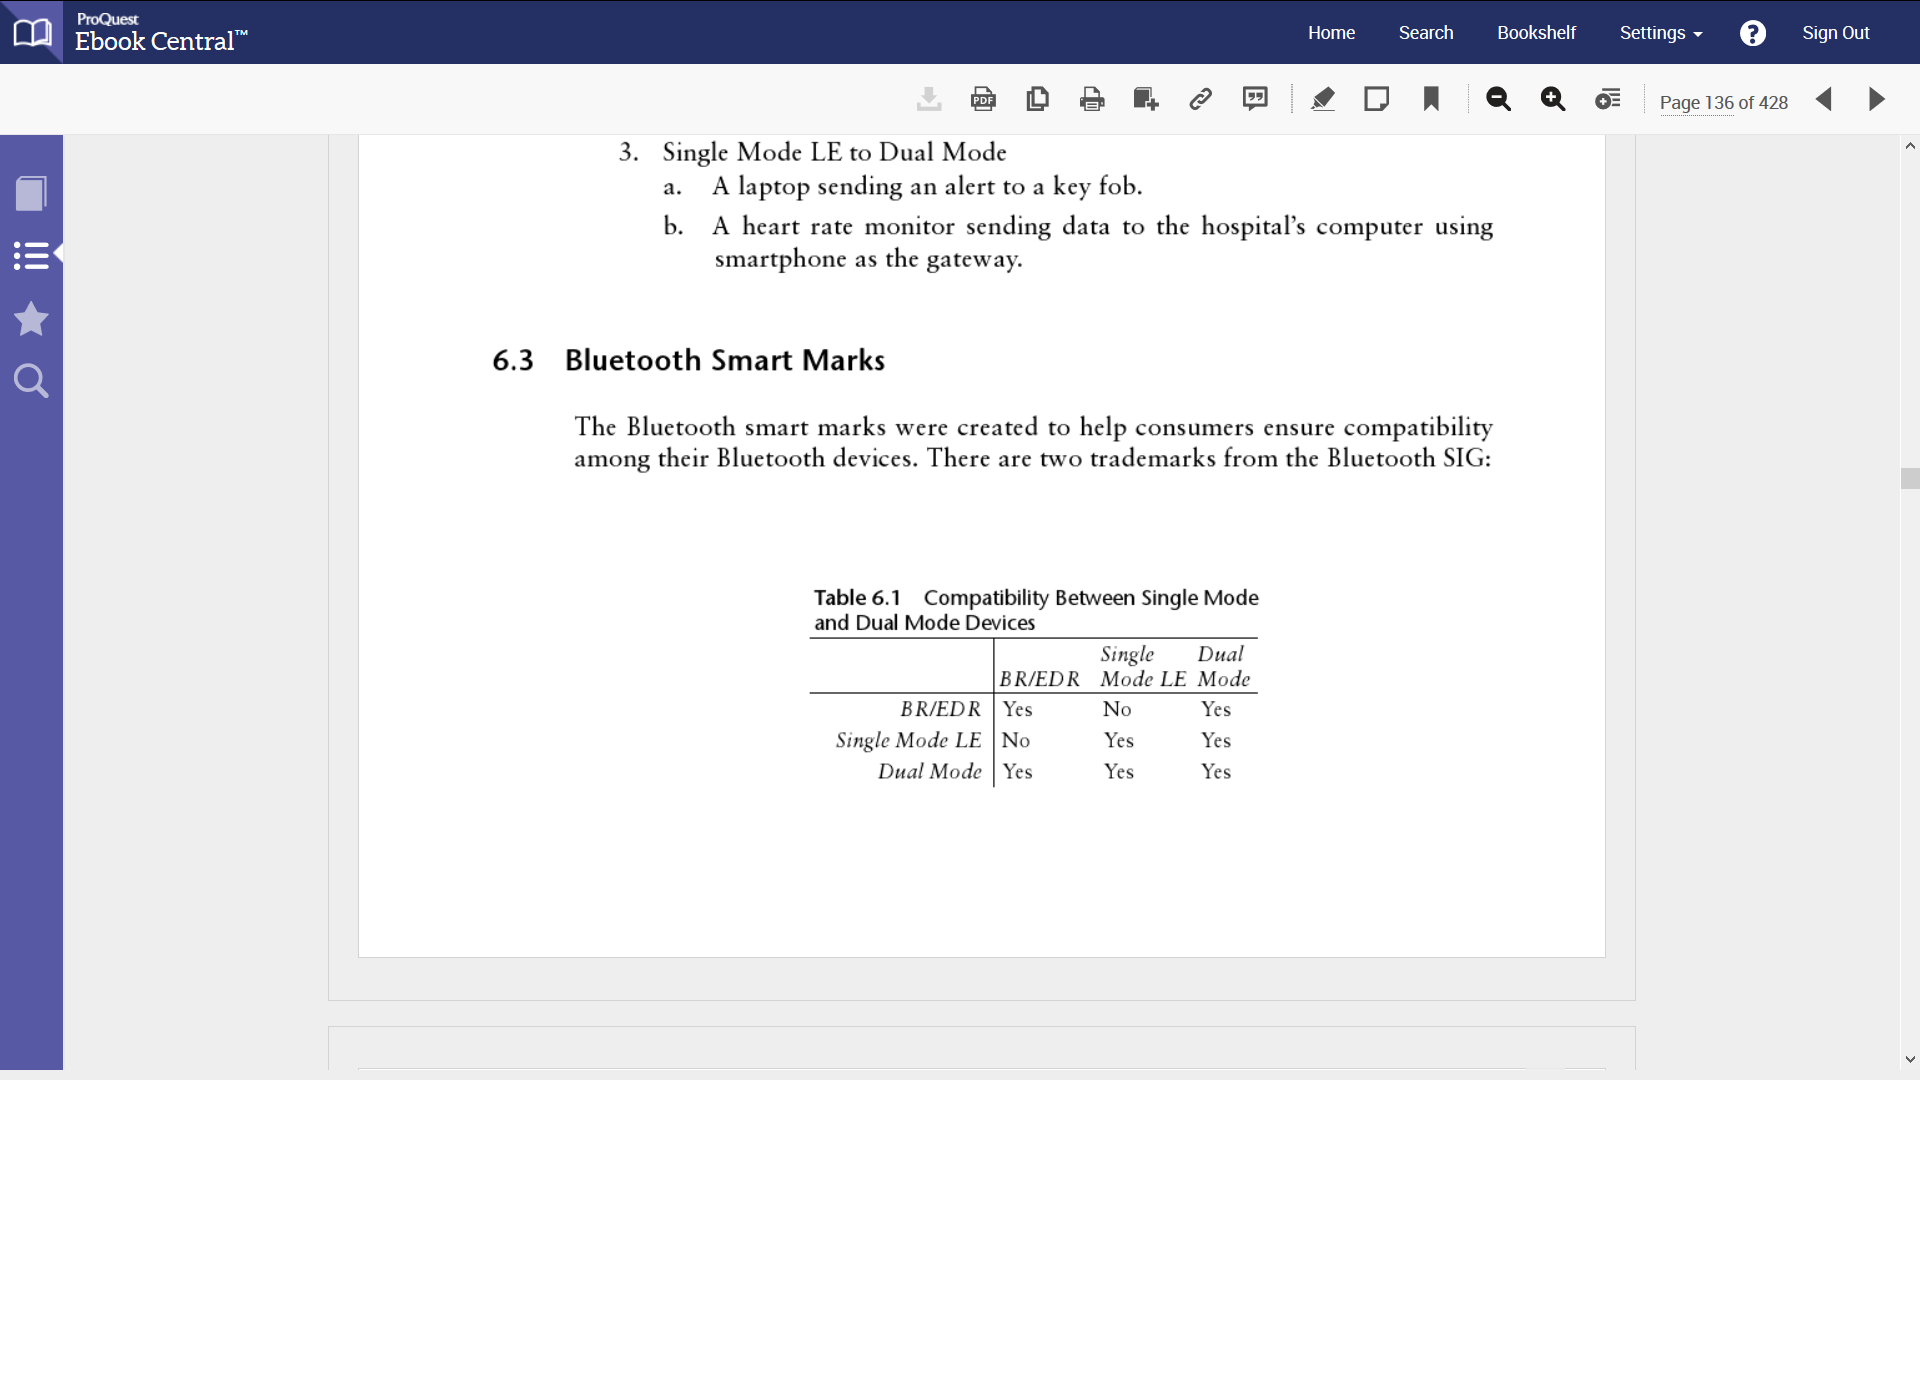 ProQuest
Ebook Central™
Home Search Bookshelf Settings ? Sign Out
PDF Page 136 of 428
3. Single Mode LE to Dual Mode
a. A laptop sending an alert to a key fob.
b. A heart rate monitor sending data to the hospital's computer using
smartphone as the gateway.
6.3 Bluetooth Smart Marks
The Bluetooth smart marks were created to help consumers ensure compatibility
among their Bluetooth devices. There are two trademarks from the Bluetooth SIG:
Table 6.1 Compatibility Between Single Mode
and Dual Mode Devices
Single Dual
BR/EDR Mode LE Mode
BR/EDR Yes No Yes
Single Mode LE No Yes Yes
Dual Mode Yes Yes Yes